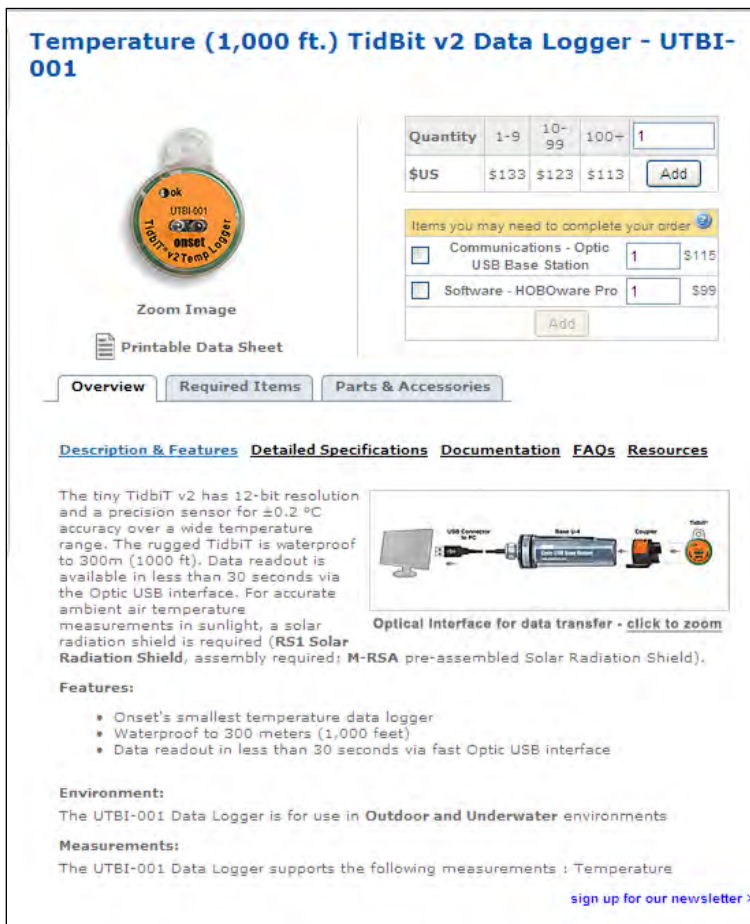 Temperature (1,000 ft.) TidBit v2 Data Logger - UTBI-
001
Quantity 1-9 10-99 100+ 1
$US $133 $123 $113 Add
ok
UTBI-001
onset
TidbiT® v2 Temp Logger
Items you may need to complete your order ?
Communications - Optic
USB Base Station 1 $115
Software - HOBOware Pro 1 $99
Add
Zoom Image
Printable Data Sheet
Overview Required Items Parts & Accessories
Description & Features Detailed Specifications Documentation FAQs Resources
The tiny TidbiT v2 has 12-bit resolution
and a precision sensor for ±0.2 °C
accuracy over a wide temperature
range. The rugged TidbiT is waterproof
to 300m (1000 ft). Data readout is
available in less than 30 seconds via
the Optic USB interface. For accurate
ambient air temperature
measurements in sunlight, a solar
radiation shield is required (RS1 Solar
Radiation Shield, assembly required; M-RSA pre-assembled Solar Radiation Shield).
USB Connector
to PC
Base U-4
Coupler
Tidbit®
Optic USB Base Station
Optical Interface for data transfer - click to zoom
Features:
• Onset's smallest temperature data logger
• Waterproof to 300 meters (1,000 feet)
• Data readout in less than 30 seconds via fast Optic USB interface
Environment:
The UTBI-001 Data Logger is for use in Outdoor and Underwater environments
Measurements:
The UTBI-001 Data Logger supports the following measurements : Temperature
sign up for our newsletter